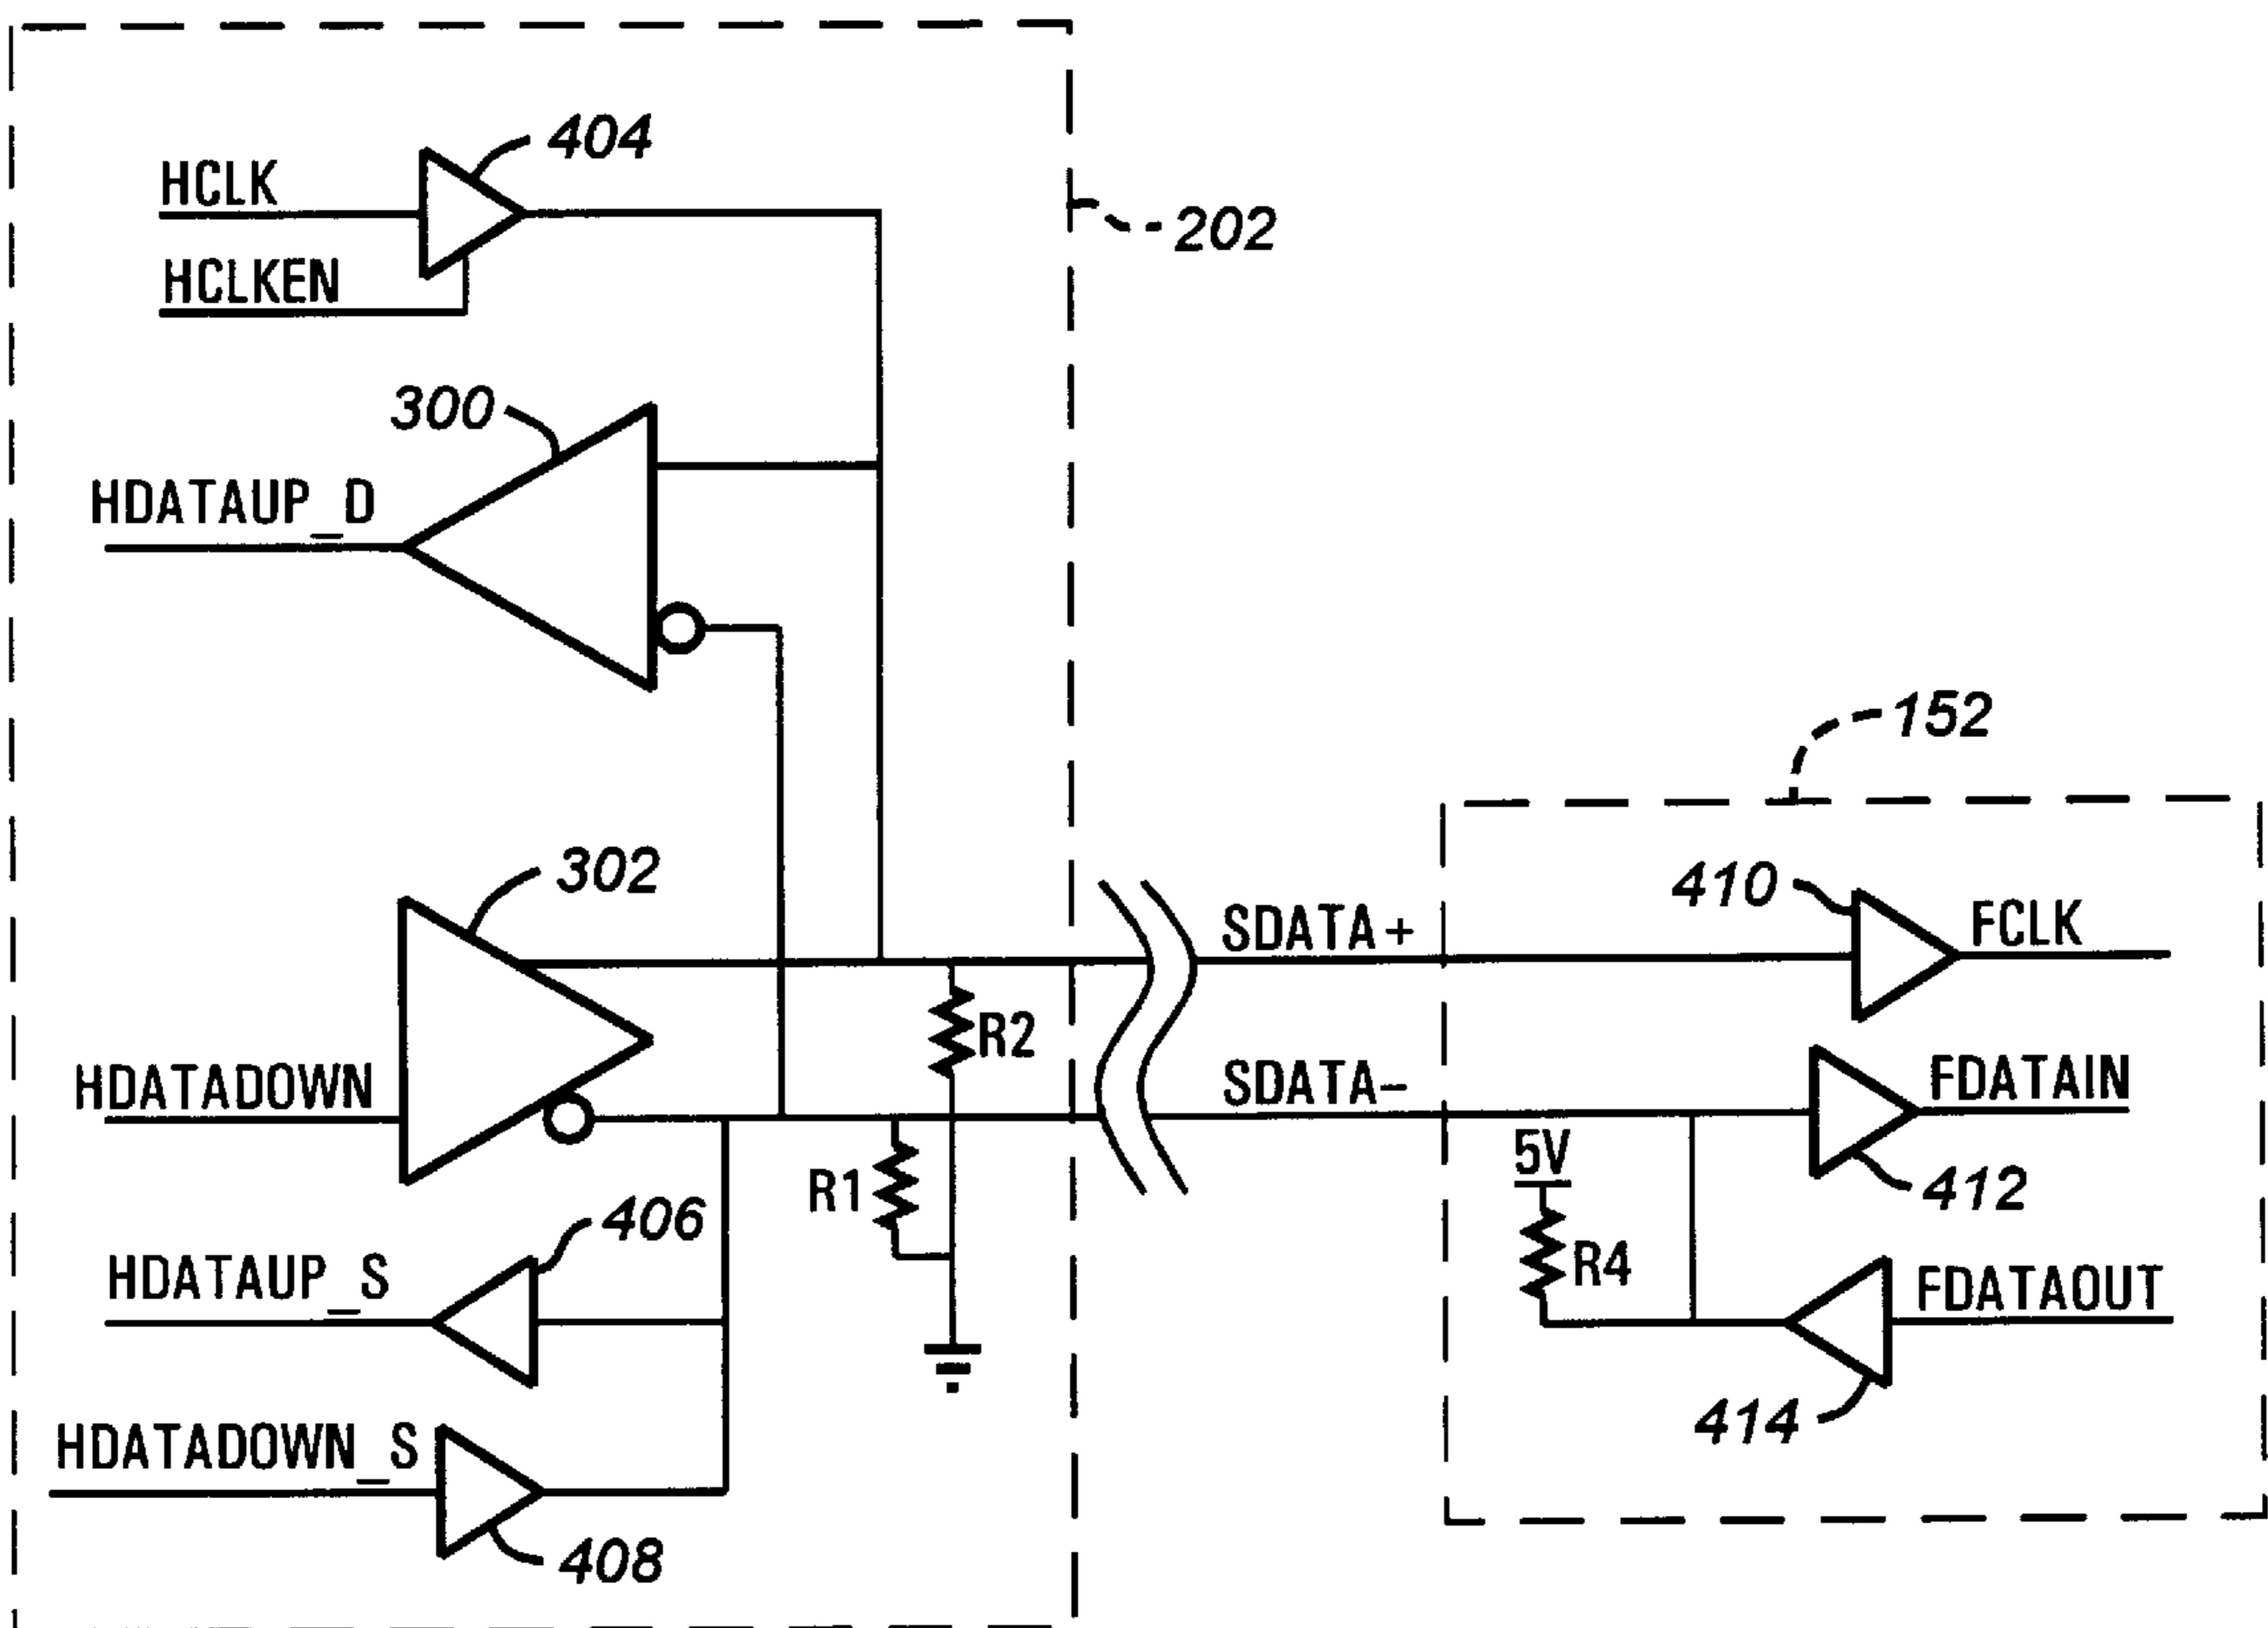 404
HCLK
202
HCLKEN
300
HDATAUP_D
152
302
410
SDATA+
FCLK
R2
HDATADOWN
SDATA-
FDATAIN
5V
R1
412
406
HDATAUP_S
R4
FDATAOUT
414
HDATADOWN_S
408